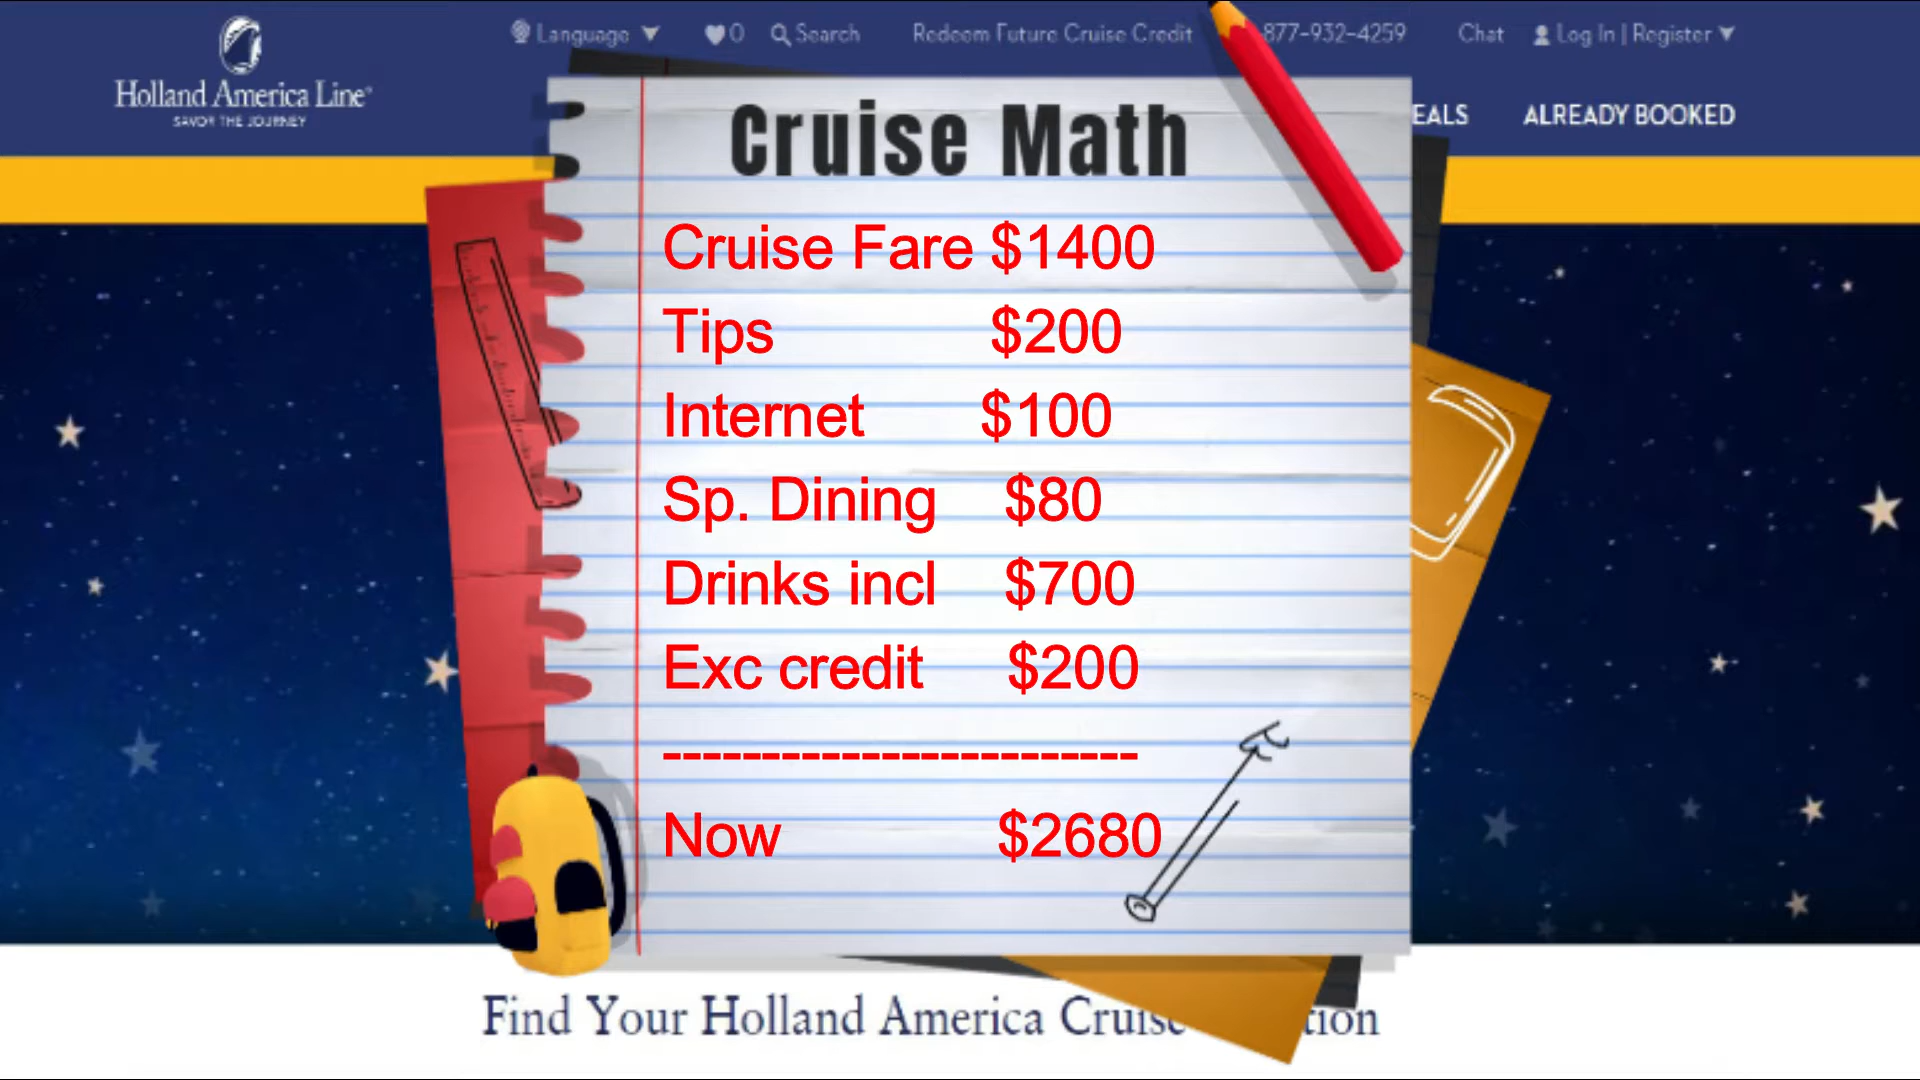 Language 0 Search Redeem Future Cruise Credit 877-932-4259 Chat Log In | Register
Holland America Line
SAVOR THE JOURNEY
EALS ALREADY BOOKED
Cruise Math
Cruise Fare $1400
Tips $200
Internet $100
Sp. Dining $80
Drinks incl $700
Exc credit $200
------------------------
Now $2680
Find Your Holland America Cruise tion